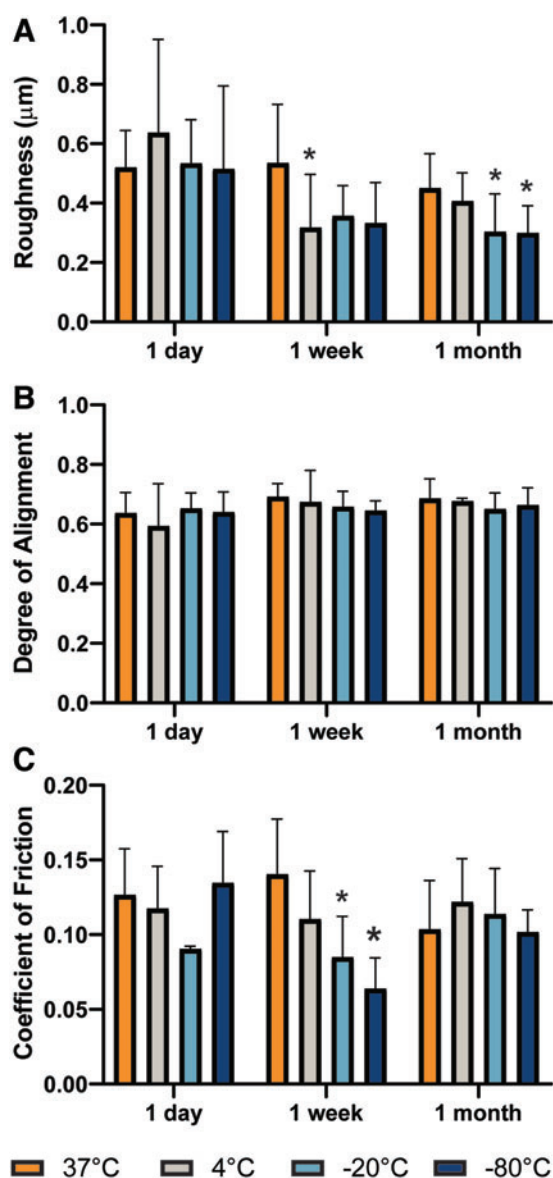 A
Roughness (μm)
1.0
0.8
0.6
0.4
0.2
0.0
*
*
*
1 day
1 week
1 month
B
Degree of Alignment
1.0
0.8
0.6
0.4
0.2
0.0
1 day
1 week
1 month
C
Coefficient of Friction
0.20
0.15
0.10
0.05
0.00
*
*
1 day
1 week
1 month
37°C 4°C -20°C -80°C